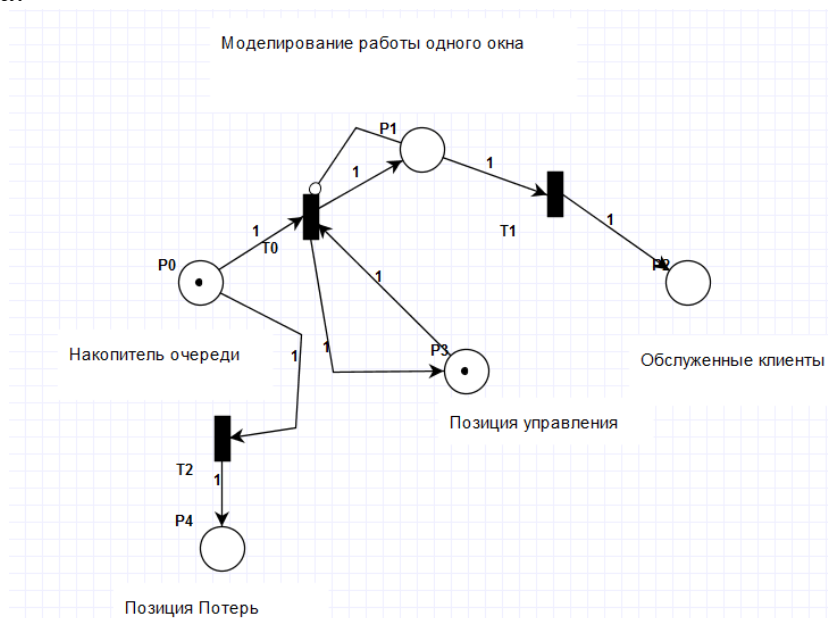 Моделирование работы одного окна
P1
1
1
1
T0
T1
1
P0
P2
1
Накопитель очереди
1
1
P3
Обслуженные клиенты
Позиция управления
T2
1
P4
Позиция Потерь